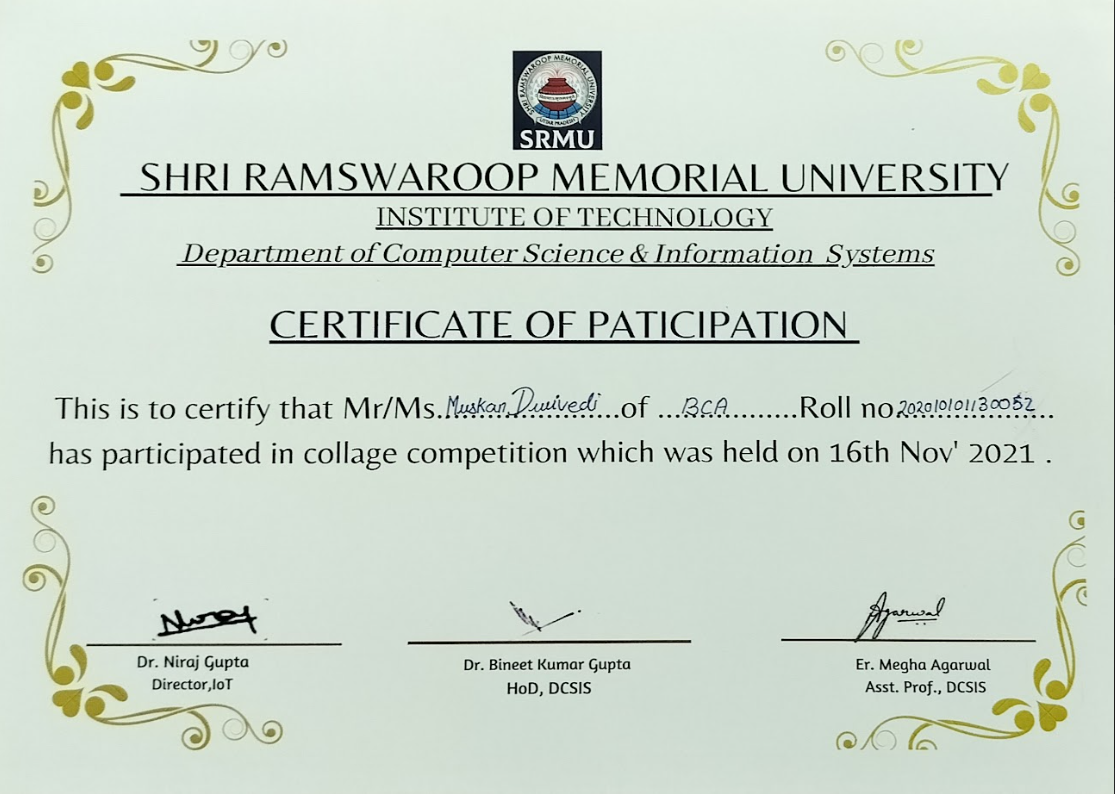 SHRI RAMSWAROOP MEMORIAL UNIVERSITY
UTTAR PRADESH
SRMU
SHRI RAMSWAROOP MEMORIAL UNIVERSITY
INSTITUTE OF TECHNOLOGY
Department of Computer Science & Information Systems
CERTIFICATE OF PATICIPATION
This is to certify that Mr/Ms. Muskan Dwivedi of ... BCA ......... Roll no 202010101130052
has participated in collage competition which was held on 16th Nov' 2021 .
Agarwal
Dr. Niraj Gupta
Director,IoT
Dr. Bineet Kumar Gupta
HoD, DCSIS
Er. Megha Agarwal
Asst. Prof., DCSIS